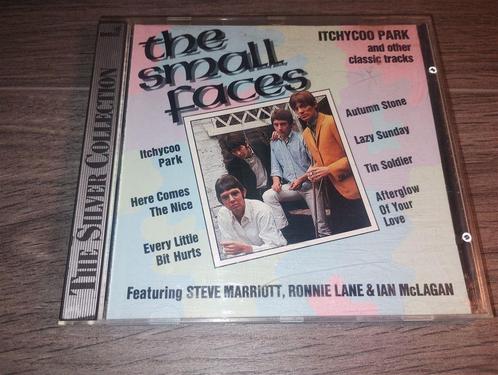 the
small
faces
ITCHYCOO PARK
and other
classic tracks
Itchycoo
Park
Here Comes
The Nice
Every Little
Bit Hurts
Autumn Stone
Lazy Sunday
Tin Soldier
Afterglow
Of Your
Love
Featuring STEVE MARRIOTT, RONNIE LANE & IAN McLAGAN
THE SILVER COLLECTION